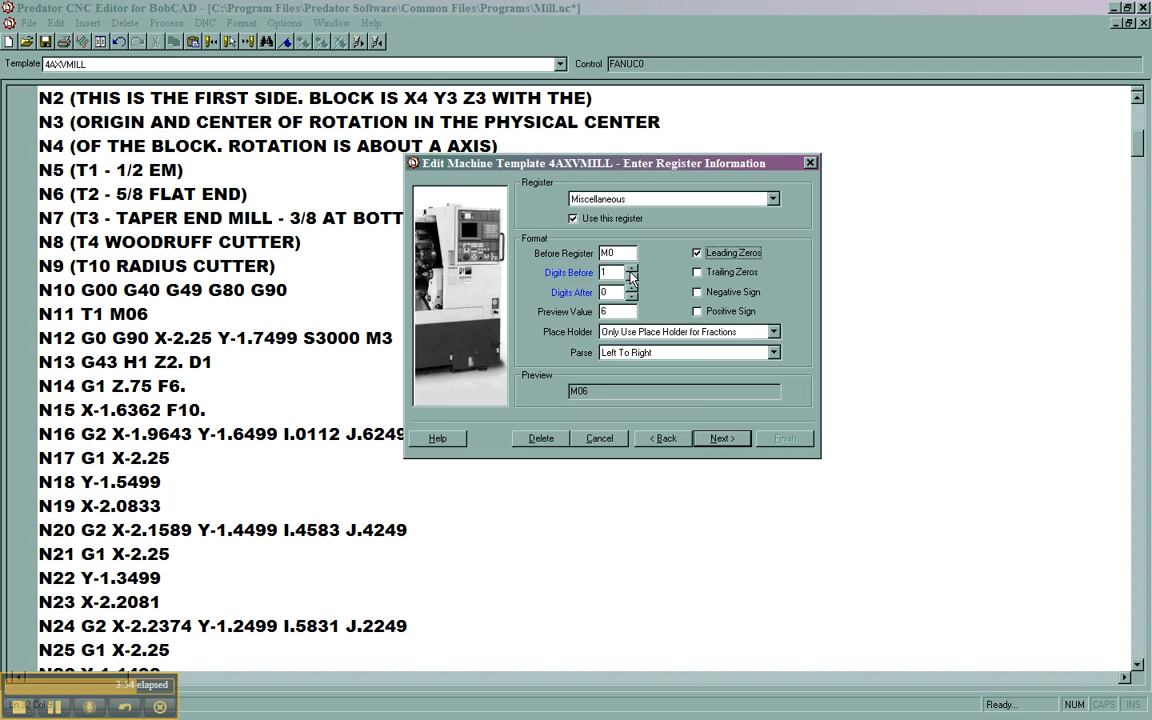 Predator CNC Editor for BobCAD - [C:\Program Files\Predator Software\Common Files\Programs\Mill.nc*]
File Edit Insert Delete Process DNC Format Options Window Help
Template 4AXVMILL Control FANUC0
N2 (THIS IS THE FIRST SIDE. BLOCK IS X4 Y3 Z3 WITH THE)
N3 (ORIGIN AND CENTER OF ROTATION IN THE PHYSICAL CENTER
N4 (OF THE BLOCK. ROTATION IS ABOUT A AXIS)
N5 (T1 - 1/2 EM)
N6 (T2 - 5/8 FLAT END)
N7 (T3 - TAPER END MILL - 3/8 AT BOTT
N8 (T4 WOODRUFF CUTTER)
N9 (T10 RADIUS CUTTER)
N10 G00 G40 G49 G80 G90
N11 T1 M06
N12 G0 G90 X-2.25 Y-1.7499 S3000 M3
N13 G43 H1 Z2. D1
N14 G1 Z.75 F6.
N15 X-1.6362 F10.
N16 G2 X-1.9643 Y-1.6499 I.0112 J.6249
N17 G1 X-2.25
N18 Y-1.5499
N19 X-2.0833
N20 G2 X-2.1589 Y-1.4499 I.4583 J.4249
N21 G1 X-2.25
N22 Y-1.3499
N23 X-2.2081
N24 G2 X-2.2374 Y-1.2499 I.5831 J.2249
N25 G1 X-2.25
Edit Machine Template 4AXVMILL - Enter Register Information
Register
Miscellaneous
Use this register
Format
Before Register M0 Leading Zeros
Digits Before 1 Trailing Zeros
Digits After 0 Negative Sign
Preview Value 6 Positive Sign
Place Holder Only Use Place Holder for Fractions
Parse Left To Right
Preview
M06
Help Delete Cancel < Back Next > Finish
3:54 elapsed
Ready... NUM CAPS INS